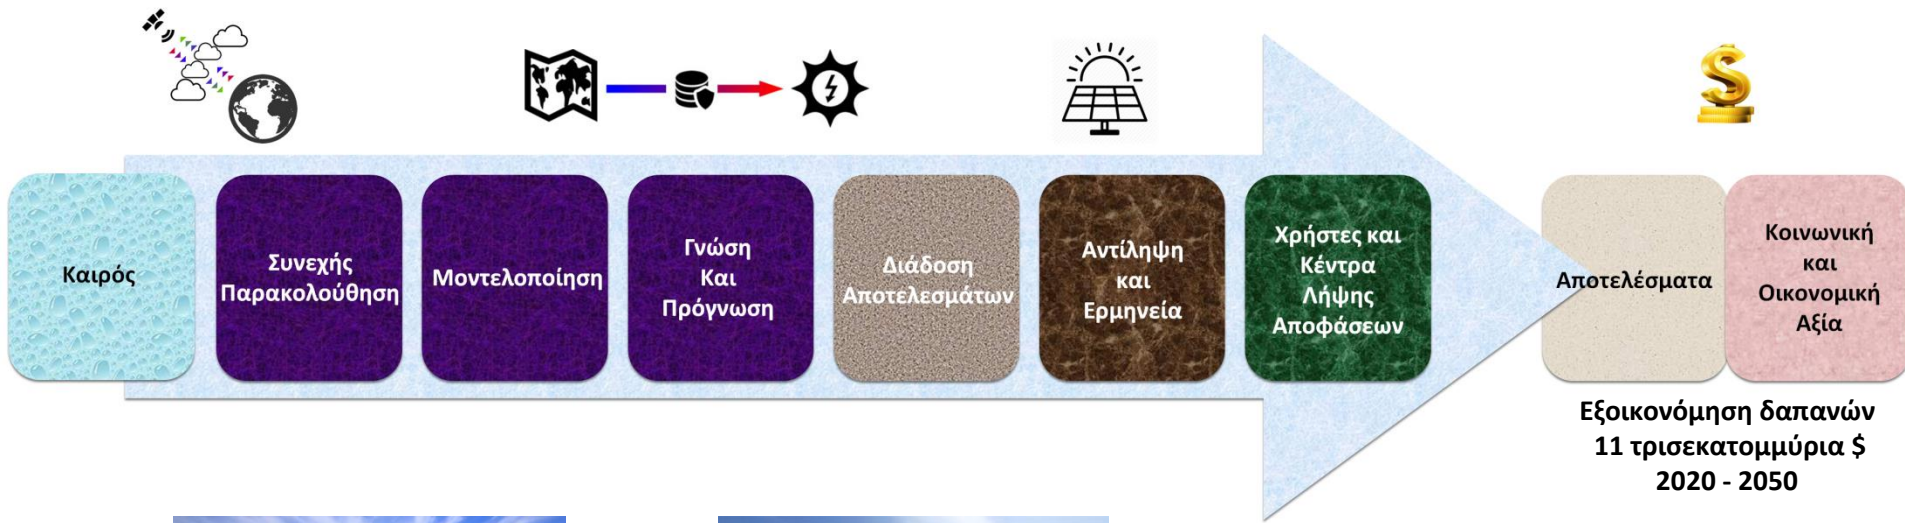 Καιρός
Συνεχής
Παρακολούθηση
Μοντελοποίηση
Γνώση
Και
Πρόγνωση
Διάδοση
Αποτελεσμάτων
Αντίληψη
και
Ερμηνεία
Χρήστες και
Κέντρα
Λήψης
Αποφάσεων
Αποτελέσματα
Κοινωνική
και
Οικονομική
Αξία
Εξοικονόμηση δαπανών
11 τρισεκατομμύρια $
2020 - 2050